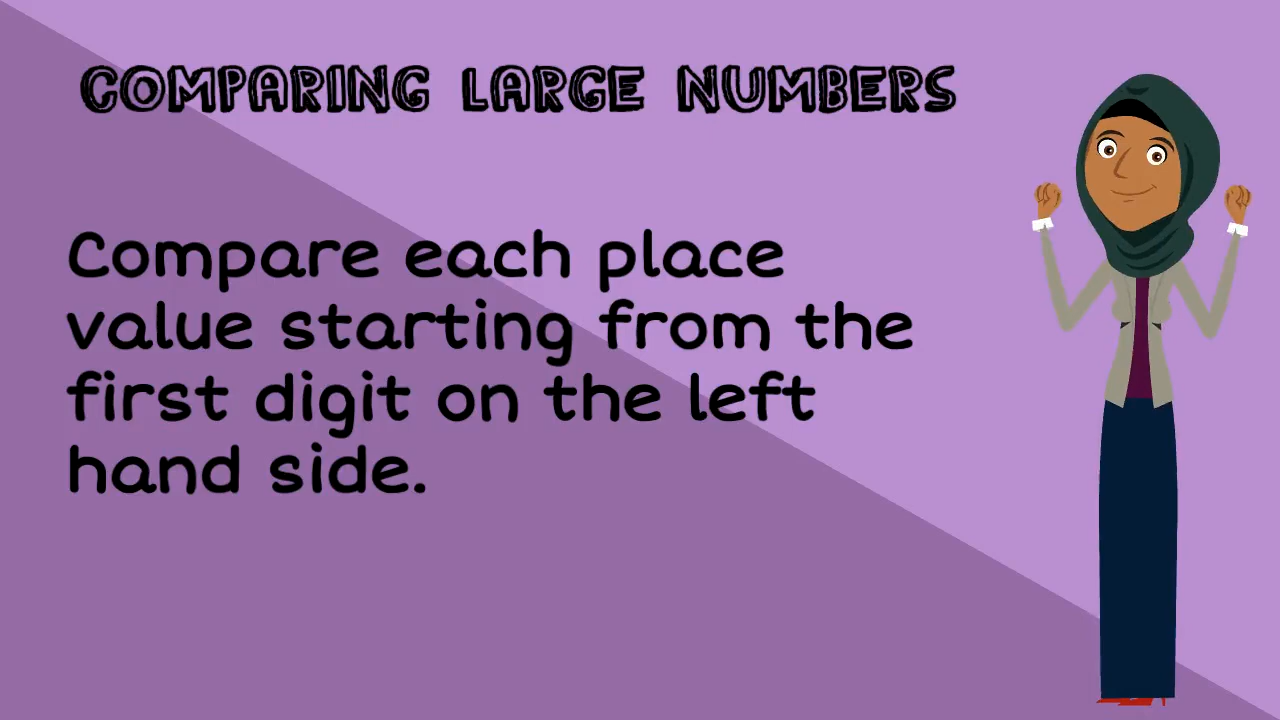 COMPARING LARGE NUMBERS
Compare each place
value starting from the
first digit on the left
hand side.